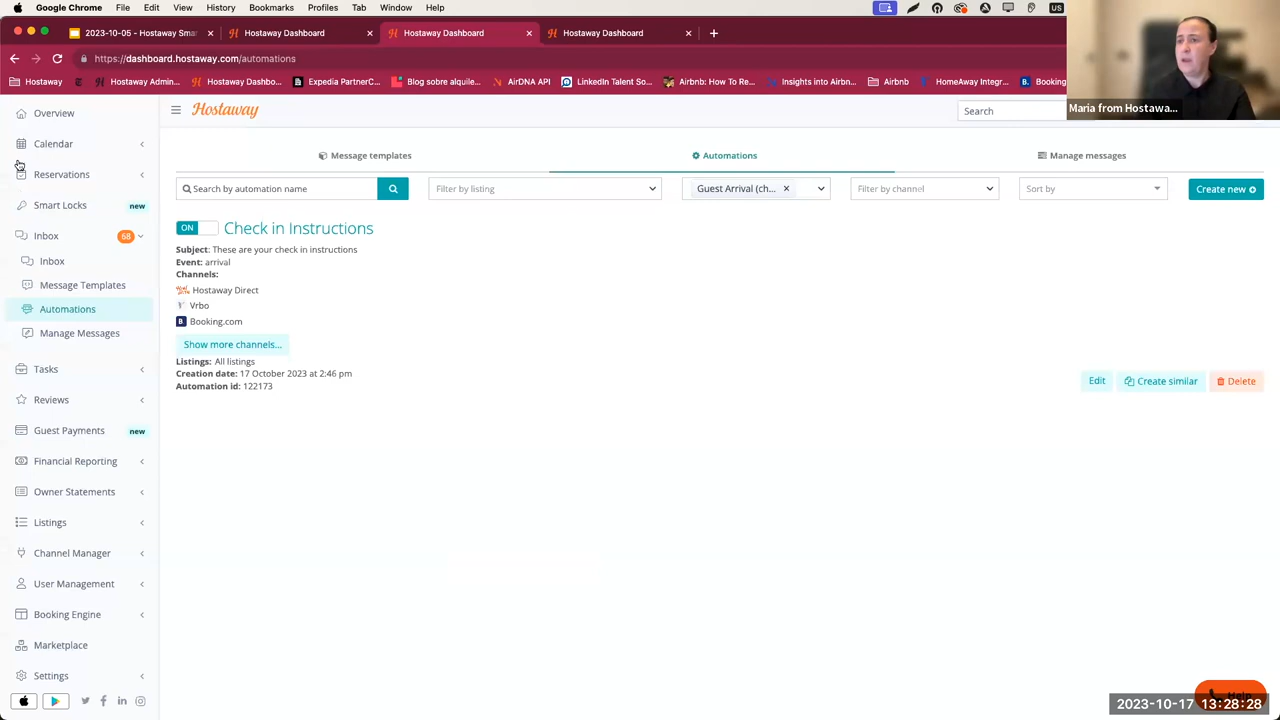 Google Chrome File Edit View History Bookmarks Profiles Tab Window Help
US
2023-10-05 - Hostaway Smar
Hostaway Dashboard
Hostaway Dashboard
Hostaway Dashboard
https://dashboard.hostaway.com/automations
Hostaway
Hostaway Admin...
Hostaway Dashbo...
Expedia PartnerC...
Blog sobre alquile...
AirDNA API
LinkedIn Talent So...
Airbnb: How To Re...
Insights into Airbn...
Airbnb
HomeAway Integr...
Booking
Maria from Hostawa...
Hostaway
Search
Overview
Calendar
Reservations
Smart Locks new
Inbox 68
Inbox
Message Templates
Automations
Manage Messages
Tasks
Reviews
Guest Payments new
Financial Reporting
Owner Statements
Listings
Channel Manager
User Management
Booking Engine
Marketplace
Settings
Message templates
Automations
Manage messages
Search by automation name
Filter by listing
Guest Arrival (ch... ×
Filter by channel
Sort by
Create new
ON Check in Instructions
Subject: These are your check in instructions
Event: arrival
Channels:
Hostaway Direct
Vrbo
Booking.com
Show more channels...
Listings: All listings
Creation date: 17 October 2023 at 2:46 pm
Automation id: 122173
Edit
Create similar
Delete
Help
2023-10-17 13:28:28